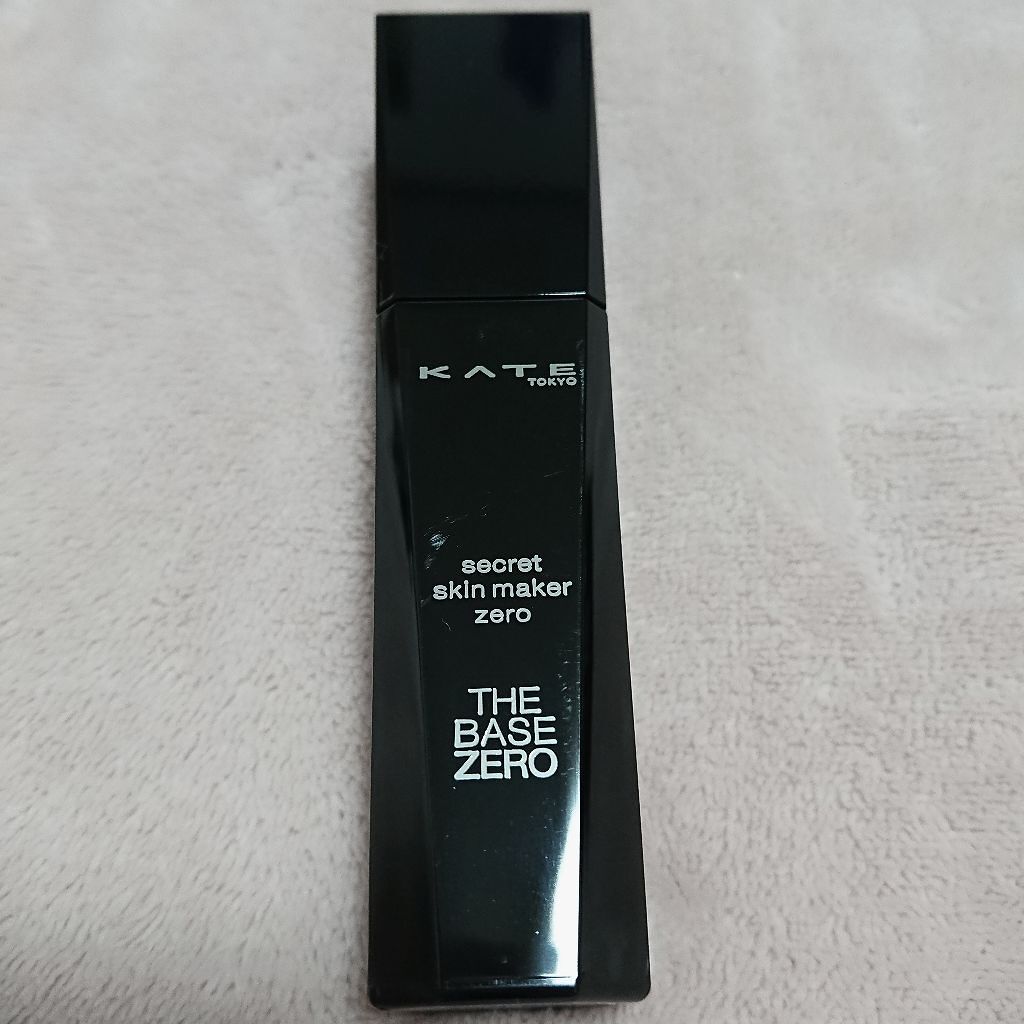 KATE
TOKYO
secret
skin maker
zero
THE
BASE
ZERO